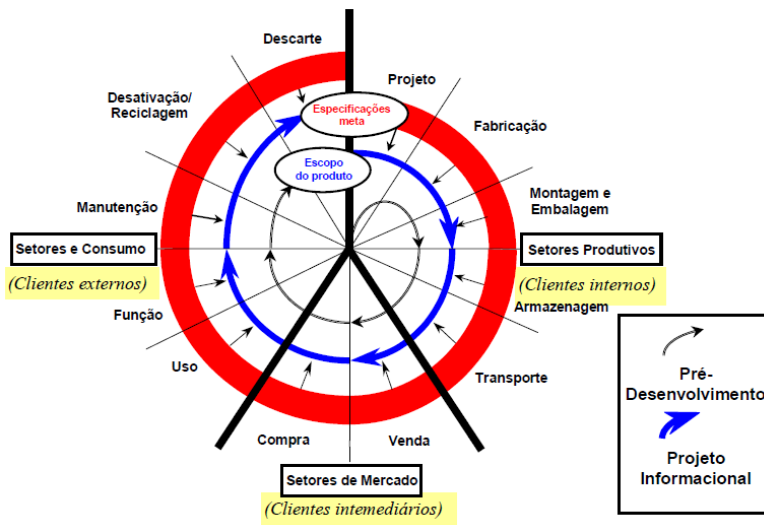 Descarte
Projeto
Desativação/
Reciclagem
Especificações
meta
Fabricação
Escopo
do produto
Montagem e
Embalagem
Manutenção
Setores e Consumo
Setores Produtivos
(Clientes externos)
(Clientes internos)
Armazenagem
Função
Uso
Transporte
Pré-
Desenvolvimento
Compra
Venda
Projeto
Informacional
Setores de Mercado
(Clientes intemediários)